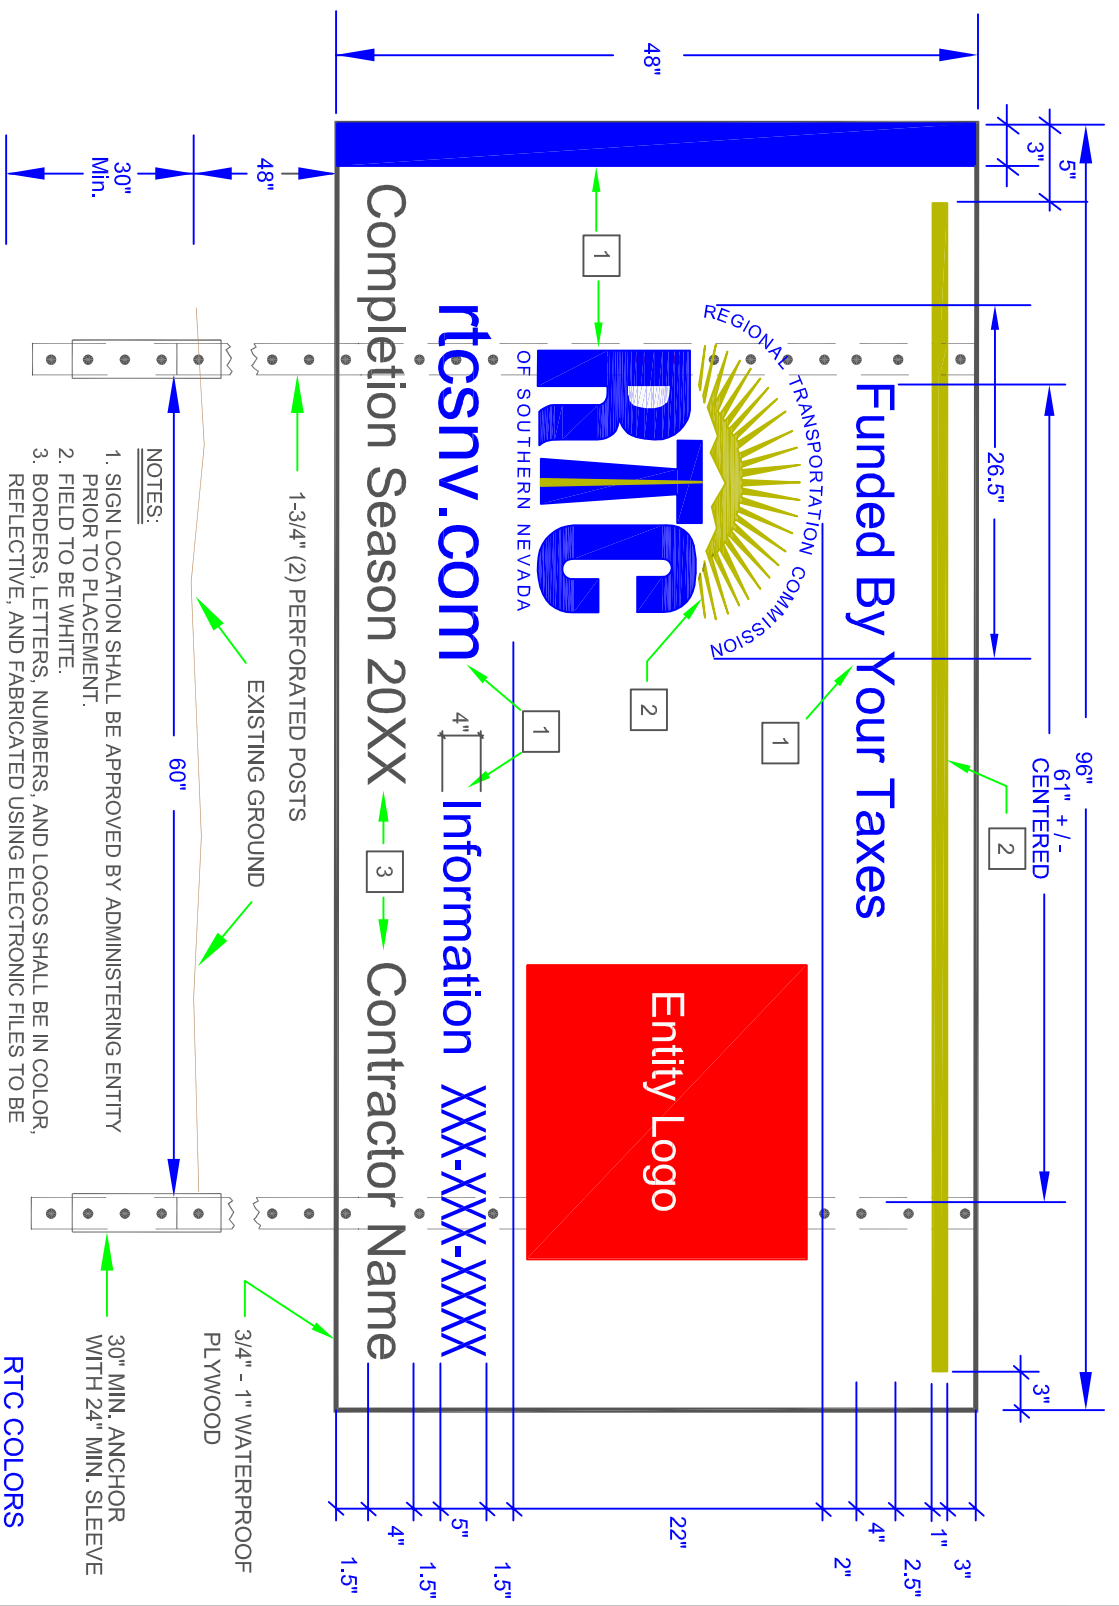 96"
61" +/-
CENTERED
5"
3"
26.5"
3"
48"
48"
30"
Min.
2
Funded By Your Taxes
1
REGIONAL TRANSPORTATION COMMISSION
RTC
OF SOUTHERN NEVADA
1
2
Entity Logo
rtcsnv.com
1
4"
Information XXX-XXX-XXXX
Completion Season 20XX
3
Contractor Name
3"
1"
2.5"
4"
2"
22"
1.5"
5"
1.5"
4"
1.5"
1-3/4" (2) PERFORATED POSTS
EXISTING GROUND
60"
3/4" - 1" WATERPROOF
PLYWOOD
30" MIN. ANCHOR
WITH 24" MIN. SLEEVE
NOTES:
1. SIGN LOCATION SHALL BE APPROVED BY ADMINISTERING ENTITY
PRIOR TO PLACEMENT.
2. FIELD TO BE WHITE.
3. BORDERS, LETTERS, NUMBERS, AND LOGOS SHALL BE IN COLOR,
REFLECTIVE, AND FABRICATED USING ELECTRONIC FILES TO BE
RTC COLORS